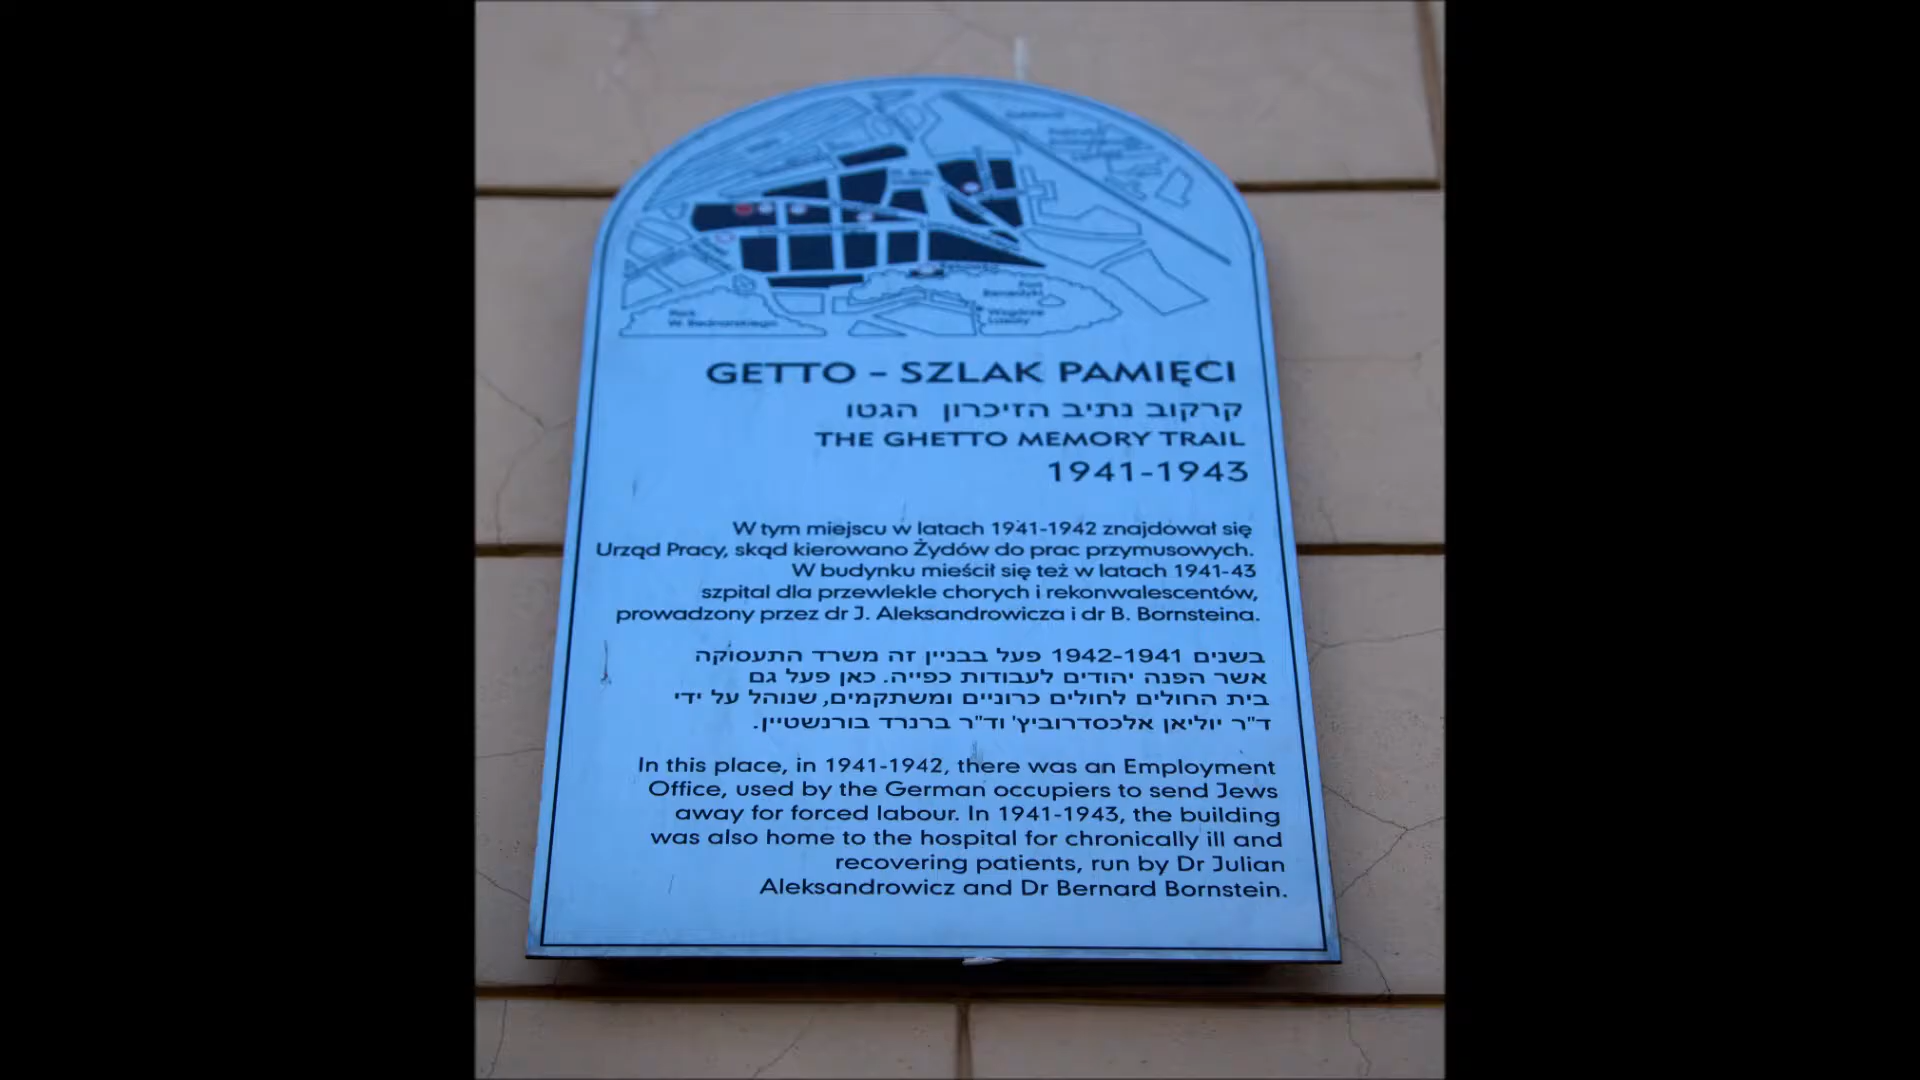 Park
W. Bednarskiego
Fort
Benedykt
Wzgórze
Lasoty
GETTO – SZLAK PAMIĘCI
קרקוב נתיב הזיכרון הגטו
THE GHETTO MEMORY TRAIL
1941-1943
W tym miejscu w latach 1941-1942 znajdował się
Urząd Pracy, skąd kierowano Żydów do prac przymusowych.
W budynku mieścił się też w latach 1941-43
szpital dla przewlekle chorych i rekonwalescentów,
prowadzony przez dr J. Aleksandrowicza i dr B. Bornsteina.
בשנים 1942-1941 פעל בבניין זה משרד התעסוקה
אשר הפנה יהודים לעבודות כפייה. כאן פעל גם
בית החולים לחולים כרוניים ומשתקמים, שנוהל על ידי
ד"ר יוליאן אלכסדרוביץ' וד"ר ברנרד בורנשטיין.
In this place, in 1941-1942, there was an Employment
Office, used by the German occupiers to send Jews
away for forced labour. In 1941-1943, the building
was also home to the hospital for chronically ill and
recovering patients, run by Dr Julian
Aleksandrowicz and Dr Bernard Bornstein.